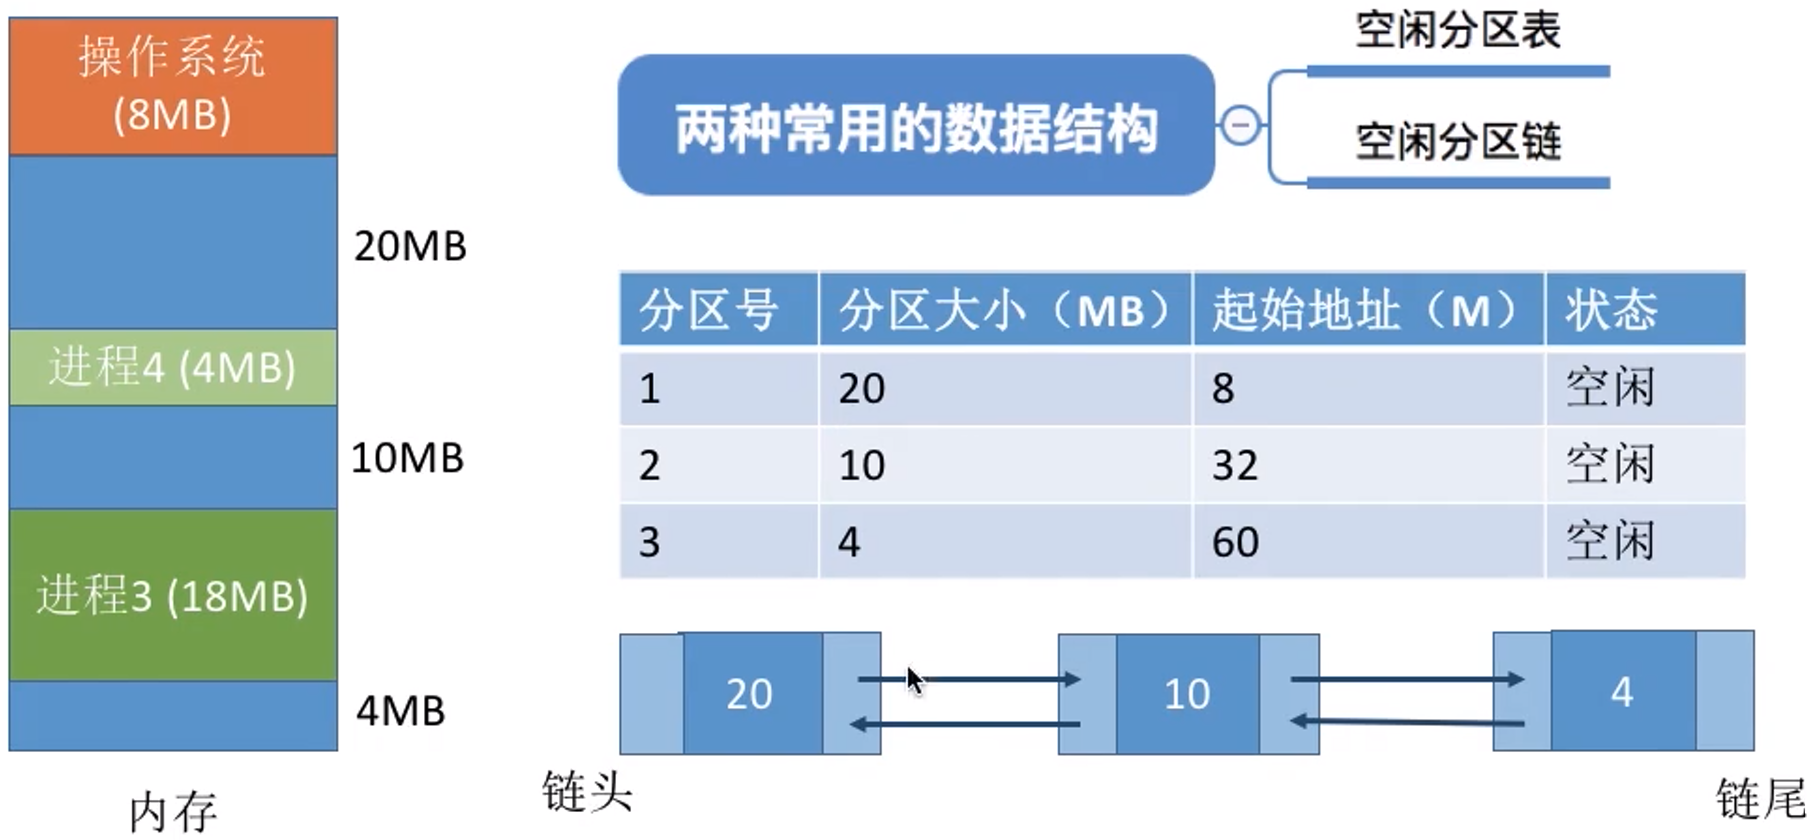 操作系统
(8MB)
20MB
进程4 (4MB)
10MB
进程3 (18MB)
4MB
内存
两种常用的数据结构
空闲分区表
空闲分区链
分区号 分区大小（MB） 起始地址（M） 状态
1 20 8 空闲
2 10 32 空闲
3 4 60 空闲
20 10 4
链头 链尾